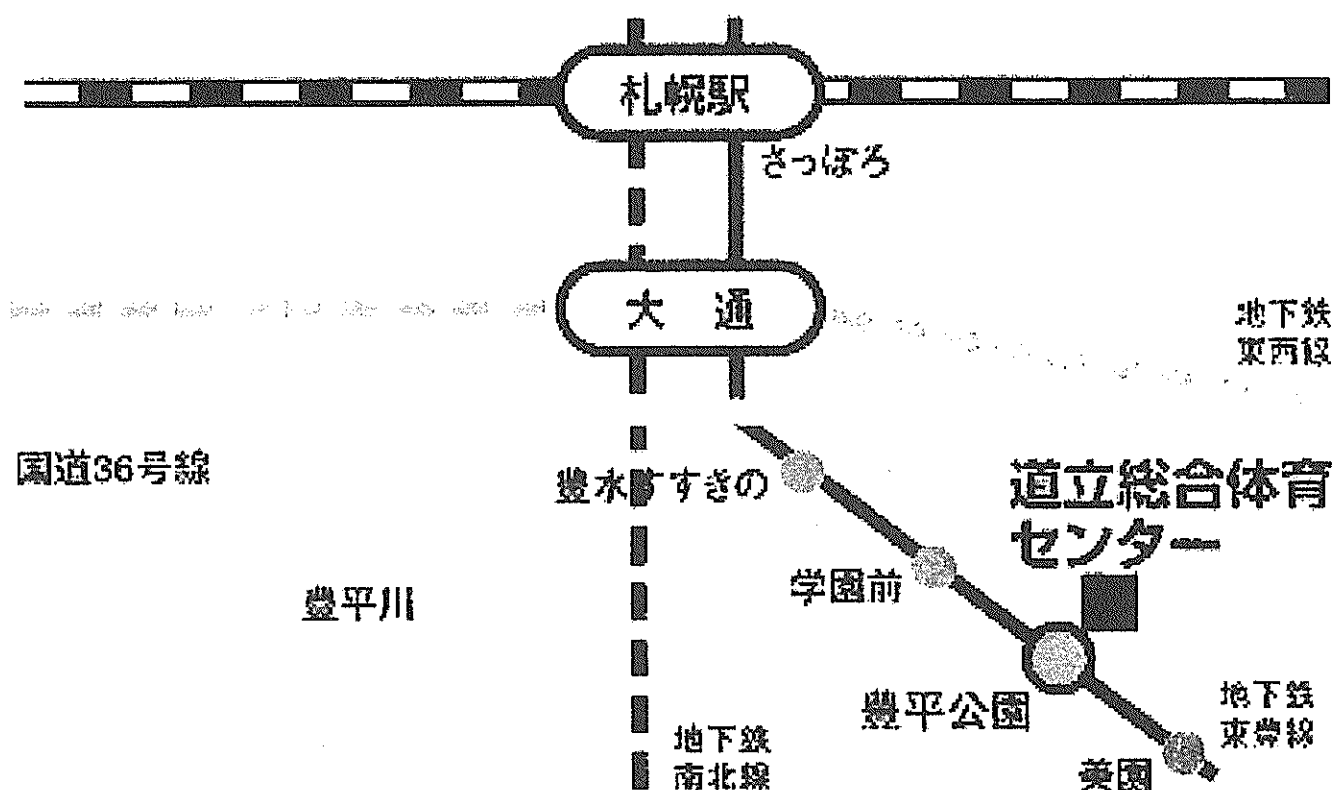 札幌駅
さっぽろ
大 通
地下鉄
東西線
国道36号線
豊水すすきの
道立総合体育
センター
学園前
豊平川
豊平公園
地下鉄
東豊線
地下鉄
南北線
美園